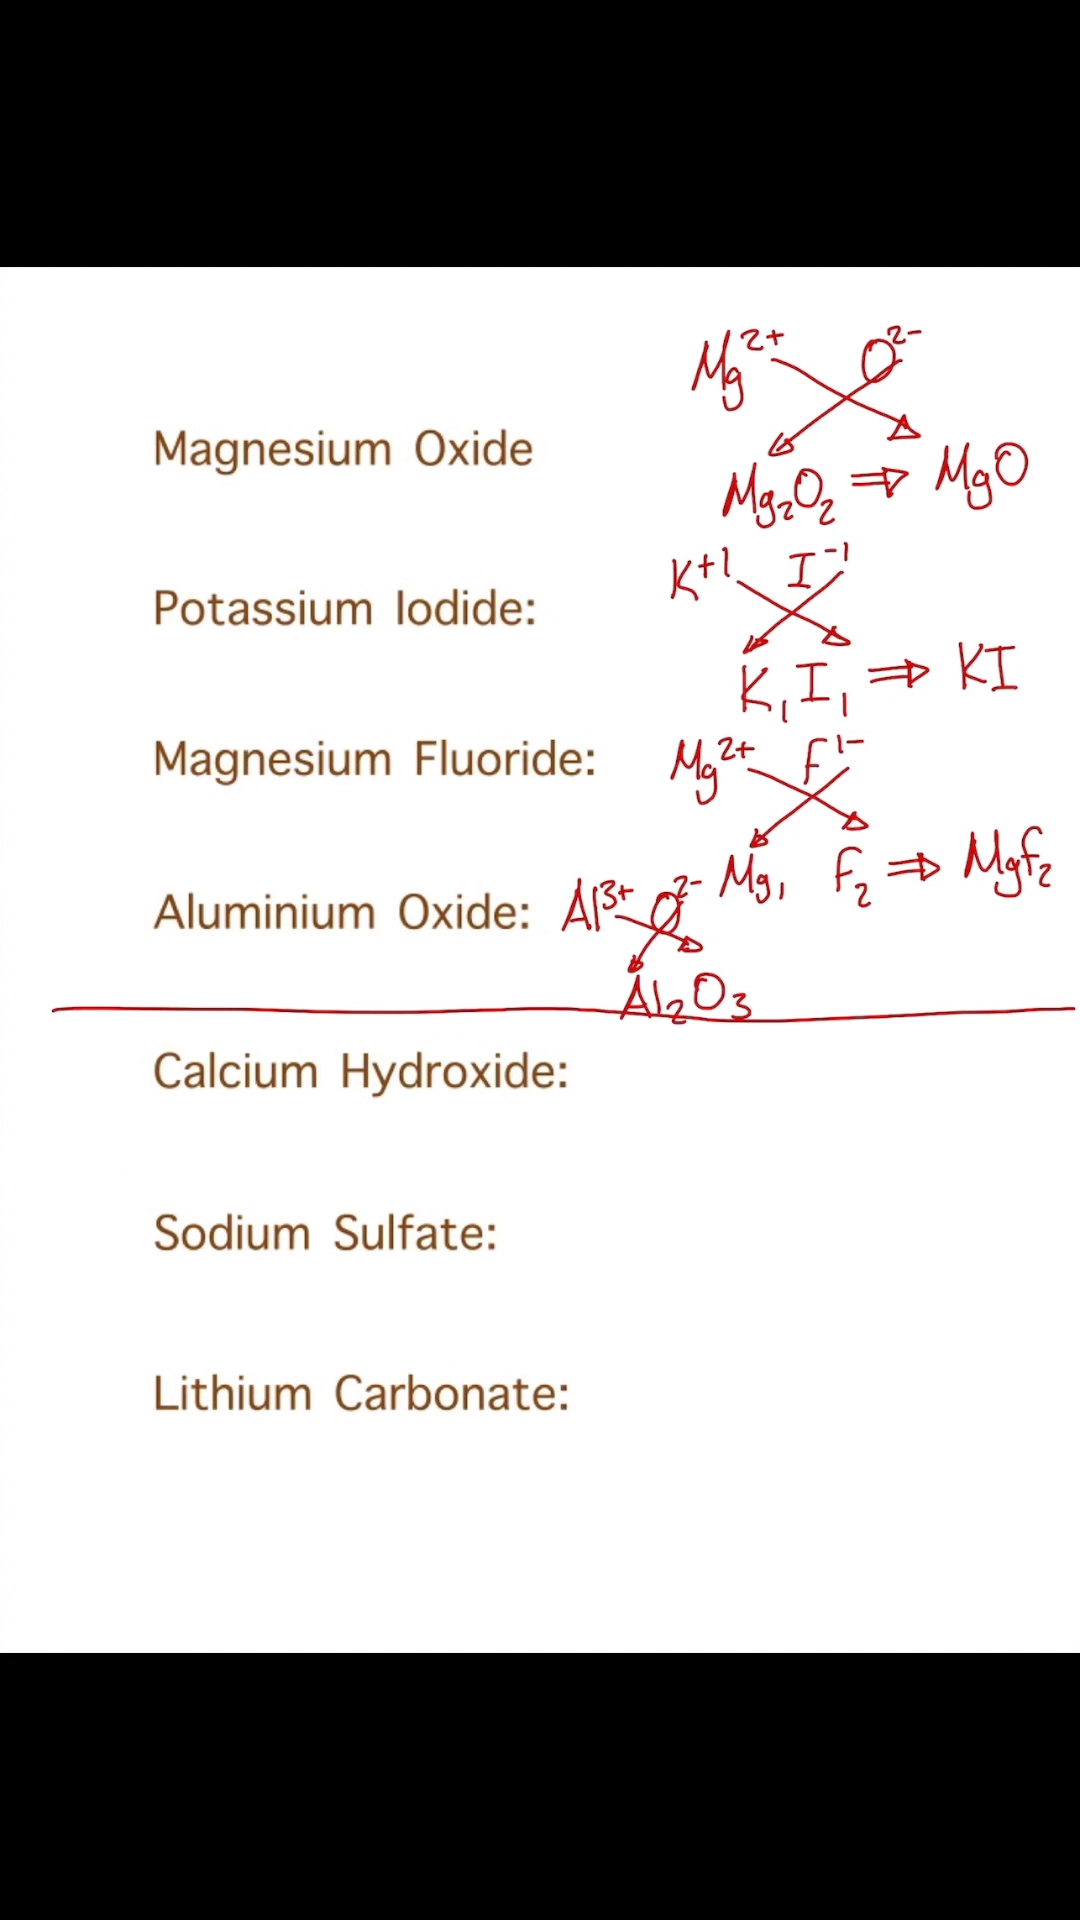 Mg²⁺ O²⁻
Magnesium Oxide
Mg₂O₂ ⇒ MgO
K⁺¹ I⁻¹
Potassium Iodide:
K₁I₁ ⇒ KI
Magnesium Fluoride: Mg²⁺ F¹⁻
Mg₁ F₂ ⇒ MgF₂
Aluminium Oxide: Al³⁺ O²⁻
Al₂O₃
Calcium Hydroxide:
Sodium Sulfate:
Lithium Carbonate: